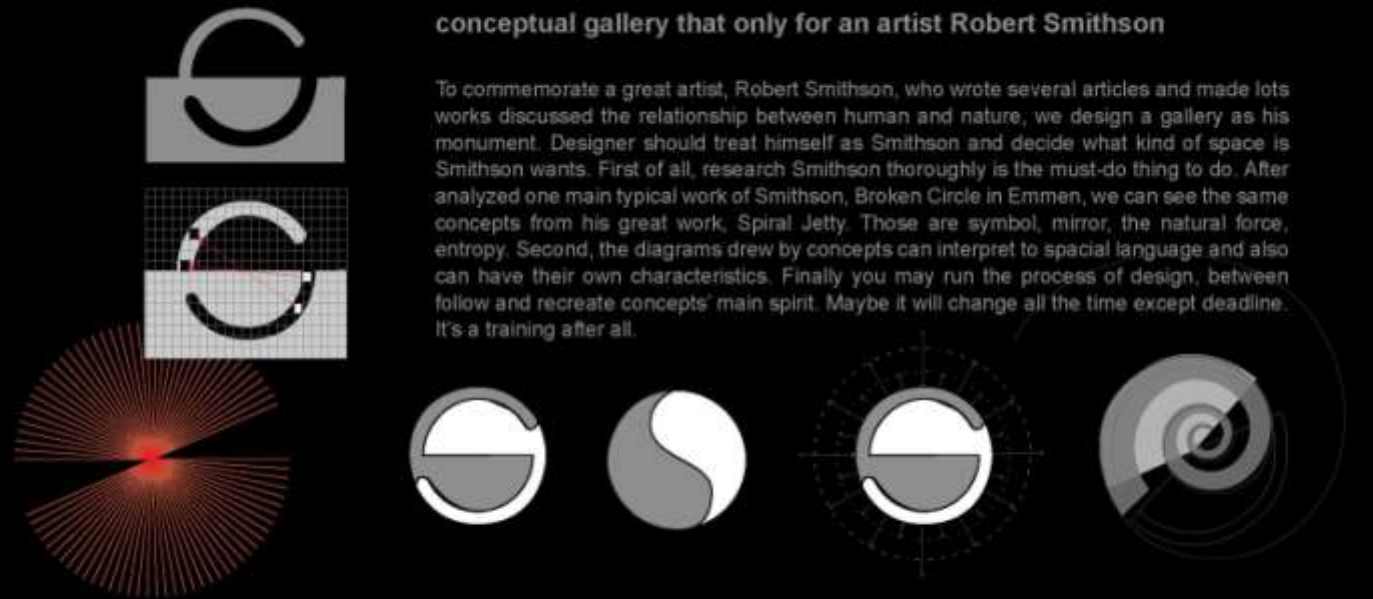 conceptual gallery that only for an artist Robert Smithson
To commemorate a great artist, Robert Smithson, who wrote several articles and made lots
works discussed the relationship between human and nature, we design a gallery as his
monument. Designer should treat himself as Smithson and decide what kind of space is
Smithson wants. First of all, research Smithson thoroughly is the must-do thing to do. After
analyzed one main typical work of Smithson, Broken Circle in Emmen, we can see the same
concepts from his great work, Spiral Jetty. Those are symbol, mirror, the natural force,
entropy. Second, the diagrams drew by concepts can interpret to spacial language and also
can have their own characteristics. Finally you may run the process of design, between
follow and recreate concepts' main spirit. Maybe it will change all the time except deadline.
It's a training after all.